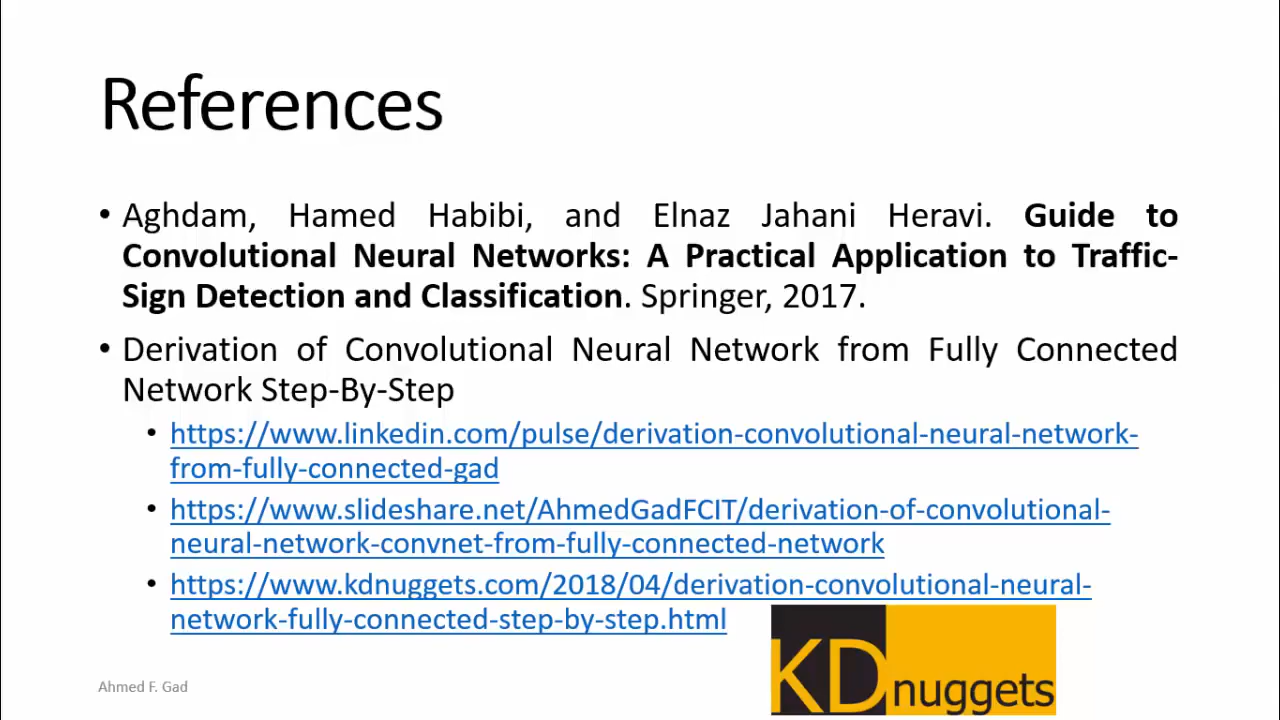 References
• Aghdam, Hamed Habibi, and Elnaz Jahani Heravi. Guide to
Convolutional Neural Networks: A Practical Application to Traffic-
Sign Detection and Classification. Springer, 2017.
• Derivation of Convolutional Neural Network from Fully Connected
Network Step-By-Step
• https://www.linkedin.com/pulse/derivation-convolutional-neural-network-
from-fully-connected-gad
• https://www.slideshare.net/AhmedGadFCIT/derivation-of-convolutional-
neural-network-convnet-from-fully-connected-network
• https://www.kdnuggets.com/2018/04/derivation-convolutional-neural-
network-fully-connected-step-by-step.html
Ahmed F. Gad
KDnuggets